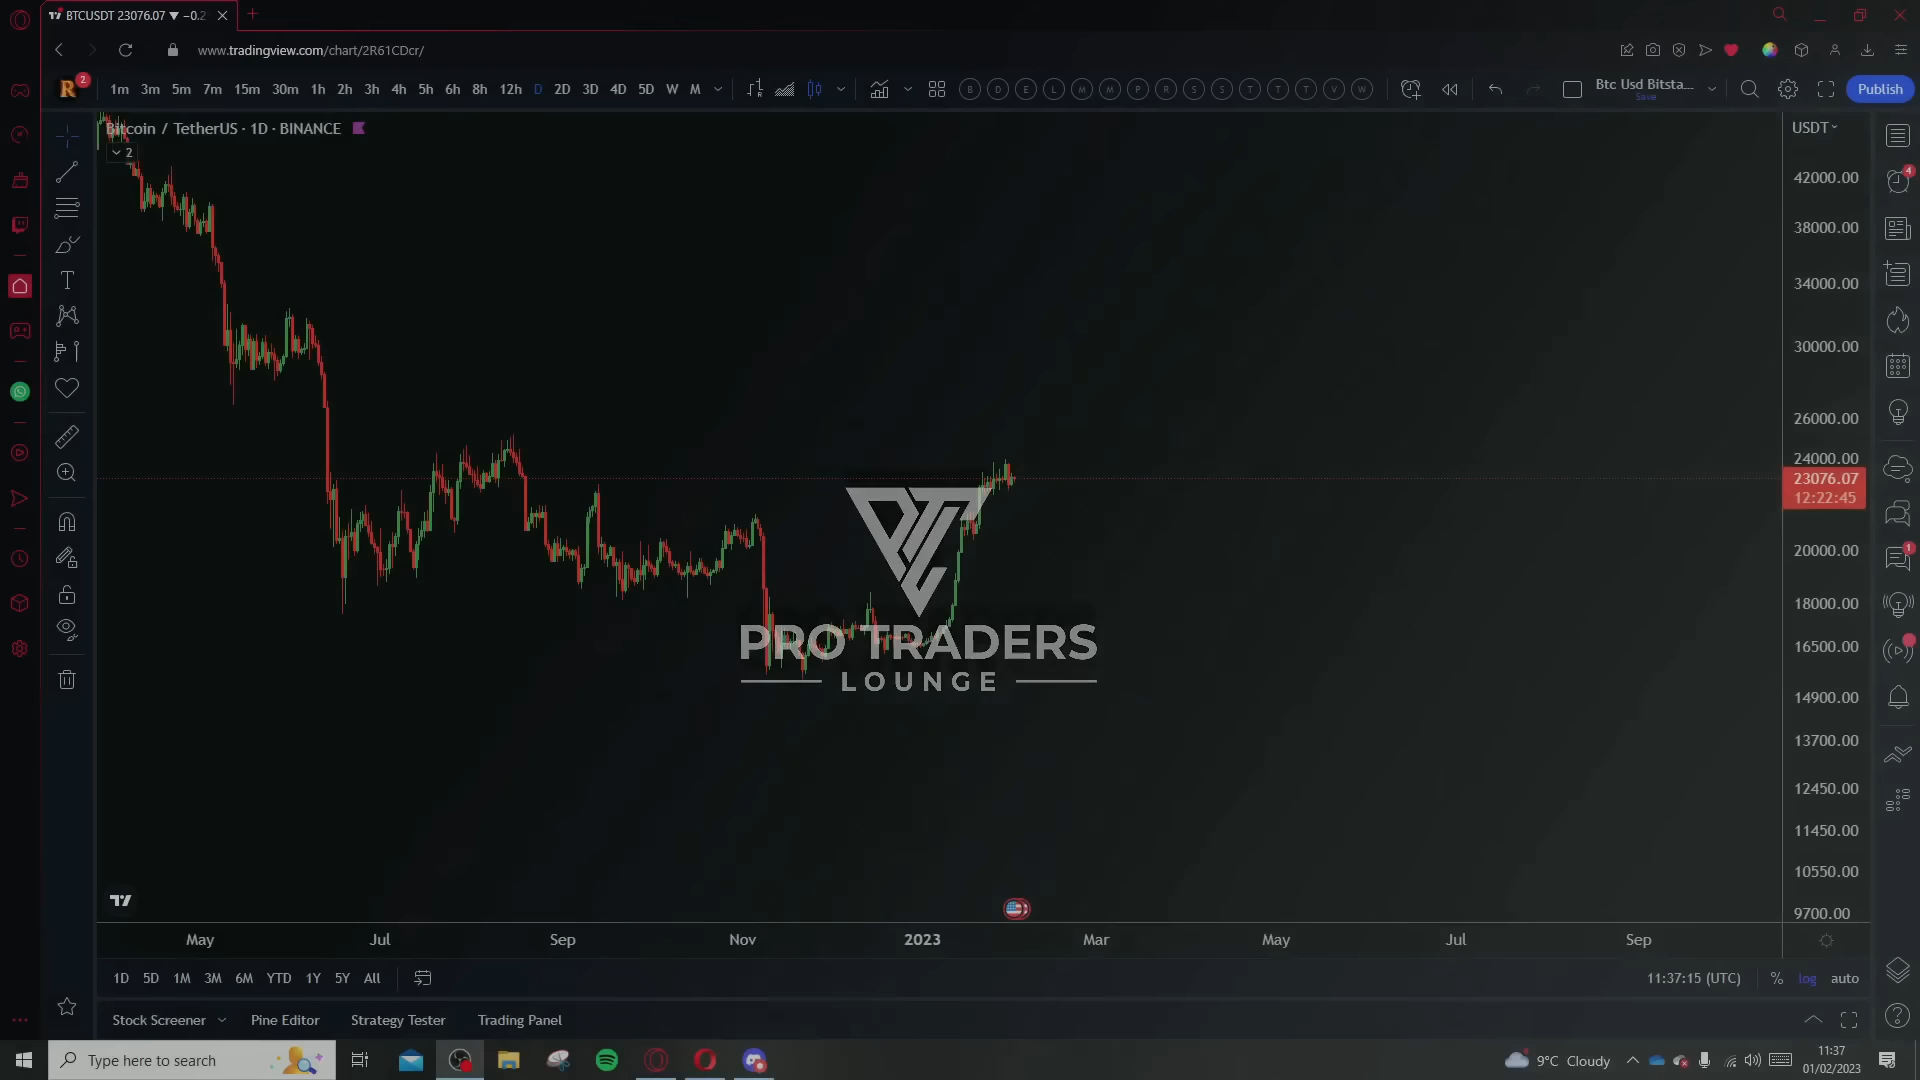 BTCUSDT 23076.07 ▼ −0.2
www.tradingview.com/chart/2R61CDcr/
R 2 1m 3m 5m 7m 15m 30m 1h 2h 3h 4h 5h 6h 8h 12h D 2D 3D 4D 5D W M B D E L M M P R S S T T T V W Btc Usd Bitsta... Save Publish
Bitcoin / TetherUS · 1D · BINANCE
2
USDT
42000.00
38000.00
34000.00
30000.00
26000.00
24000.00
23076.07
12:22:45
20000.00
18000.00
16500.00
14900.00
13700.00
12450.00
11450.00
10550.00
9700.00
4
1
PRO TRADERS
LOUNGE
May Jul Sep Nov 2023 Mar May Jul Sep
1D 5D 1M 3M 6M YTD 1Y 5Y All 11:37:15 (UTC) % log auto
Stock Screener Pine Editor Strategy Tester Trading Panel
Type here to search 9°C Cloudy 11:37
01/02/2023